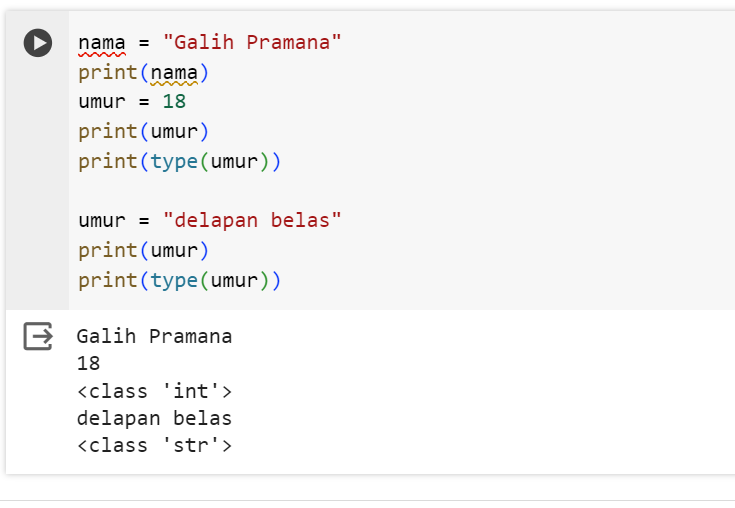 nama = "Galih Pramana"
print(nama)
umur = 18
print(umur)
print(type(umur))
umur = "delapan belas"
print(umur)
print(type(umur))
Galih Pramana
18
<class 'int'>
delapan belas
<class 'str'>